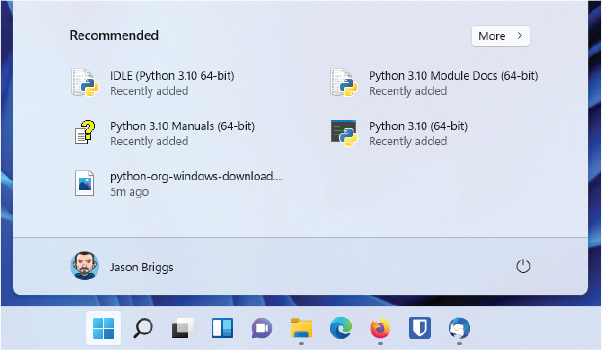 Recommended
More
IDLE (Python 3.10 64-bit)
Recently added
Python 3.10 Module Docs (64-bit)
Recently added
Python 3.10 Manuals (64-bit)
Recently added
Python 3.10 (64-bit)
Recently added
python-org-windows-download....
5m ago
Jason Briggs